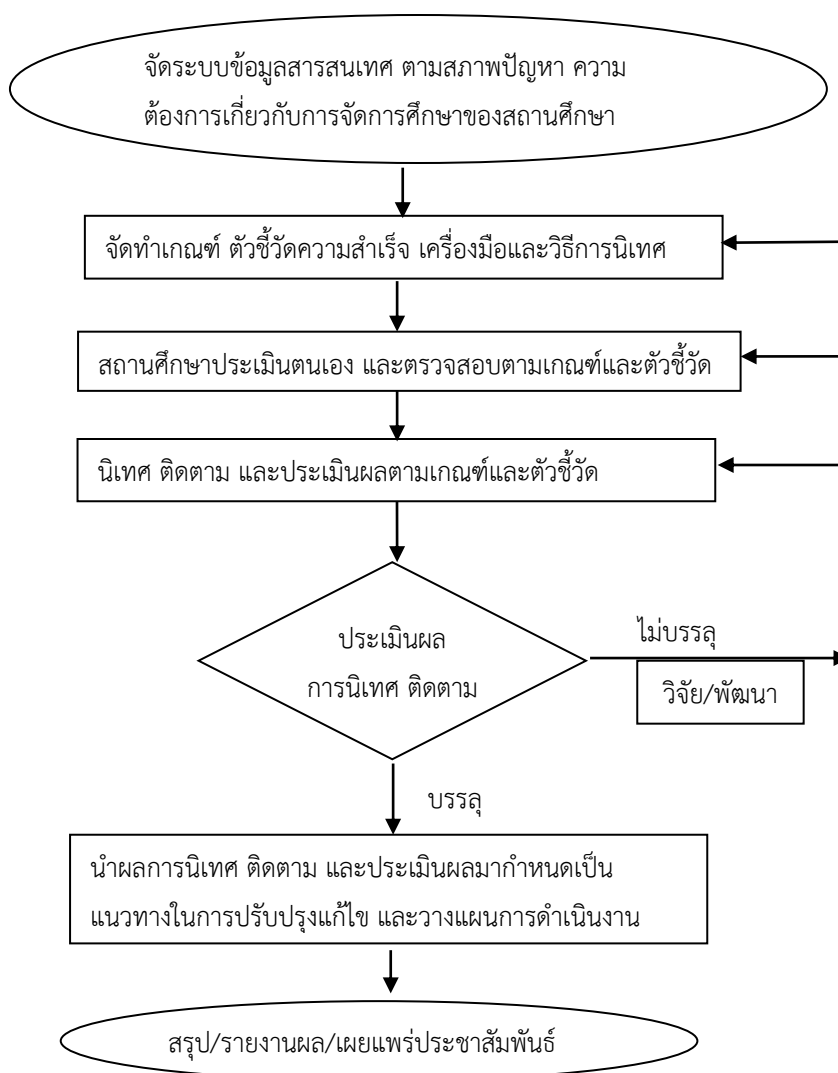 จัดระบบข้อมูลสารสนเทศ ตามสภาพปัญหา ความ
ต้องการเกี่ยวกับการจัดการศึกษาของสถานศึกษา
จัดทำเกณฑ์ ตัวชี้วัดความสำเร็จ เครื่องมือและวิธีการนิเทศ
สถานศึกษาประเมินตนเอง และตรวจสอบตามเกณฑ์และตัวชี้วัด
นิเทศ ติดตาม และประเมินผลตามเกณฑ์และตัวชี้วัด
ประเมินผล
การนิเทศ ติดตาม
ไม่บรรลุ
วิจัย/พัฒนา
บรรลุ
นำผลการนิเทศ ติดตาม และประเมินผลมากำหนดเป็น
แนวทางในการปรับปรุงแก้ไข และวางแผนการดำเนินงาน
สรุป/รายงานผล/เผยแพร่ประชาสัมพันธ์